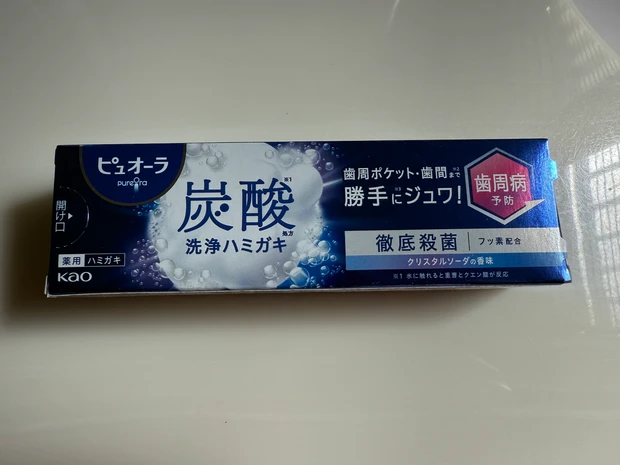 ピュオーラ
pureora
開け口
薬用 ハミガキ
Kao
炭酸※1
処方
洗浄ハミガキ
歯周ポケット・歯間まで※2
勝手に※3ジュワ!
歯周病
予防
徹底殺菌 フッ素配合
クリスタルソーダの香味
※1 水に触れると重曹とクエン酸が反応